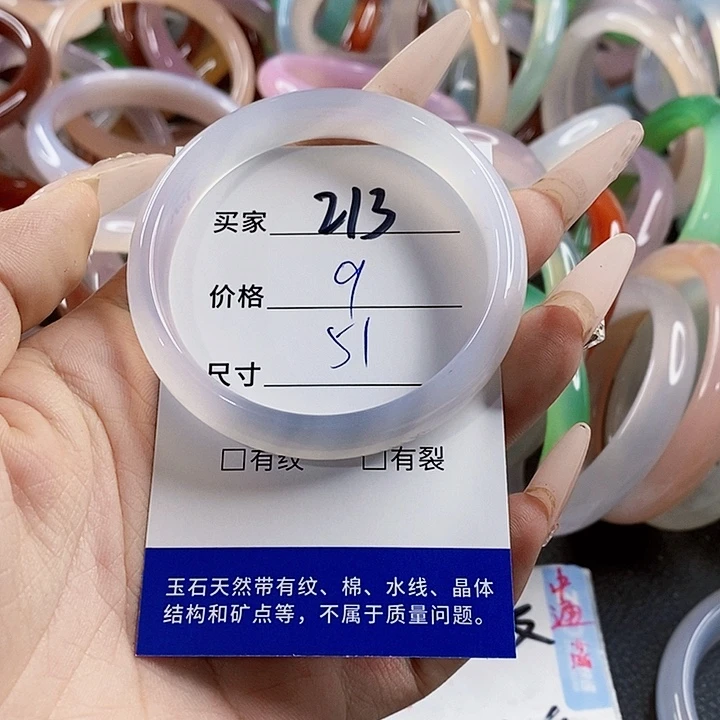 买家 213
价格 9
尺寸 51
□有纹 □有裂
玉石天然带有纹、棉、水线、晶体
结构和矿点等，不属于质量问题。
中通